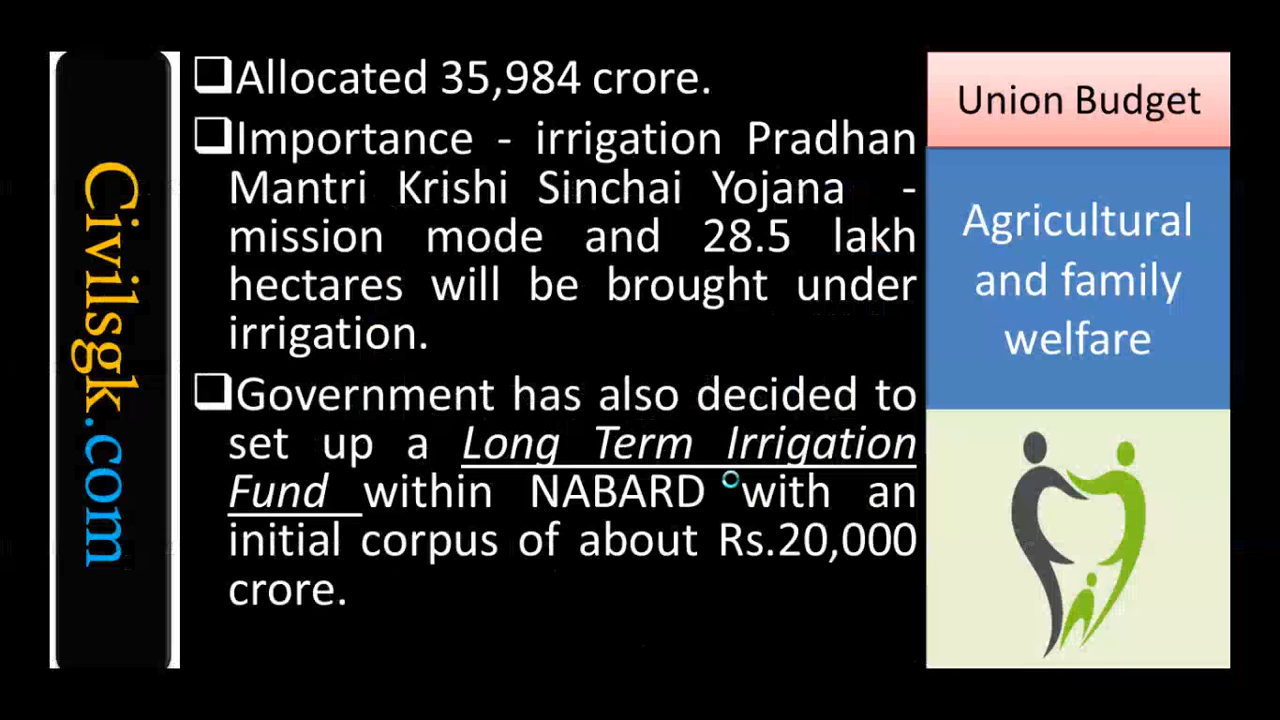 Civilsgk.com
Allocated 35,984 crore.
Importance - irrigation Pradhan
Mantri Krishi Sinchai Yojana -
mission mode and 28.5 lakh
hectares will be brought under
irrigation.
Government has also decided to
set up a Long Term Irrigation
Fund within NABARD with an
initial corpus of about Rs.20,000
crore.
Union Budget
Agricultural
and family
welfare